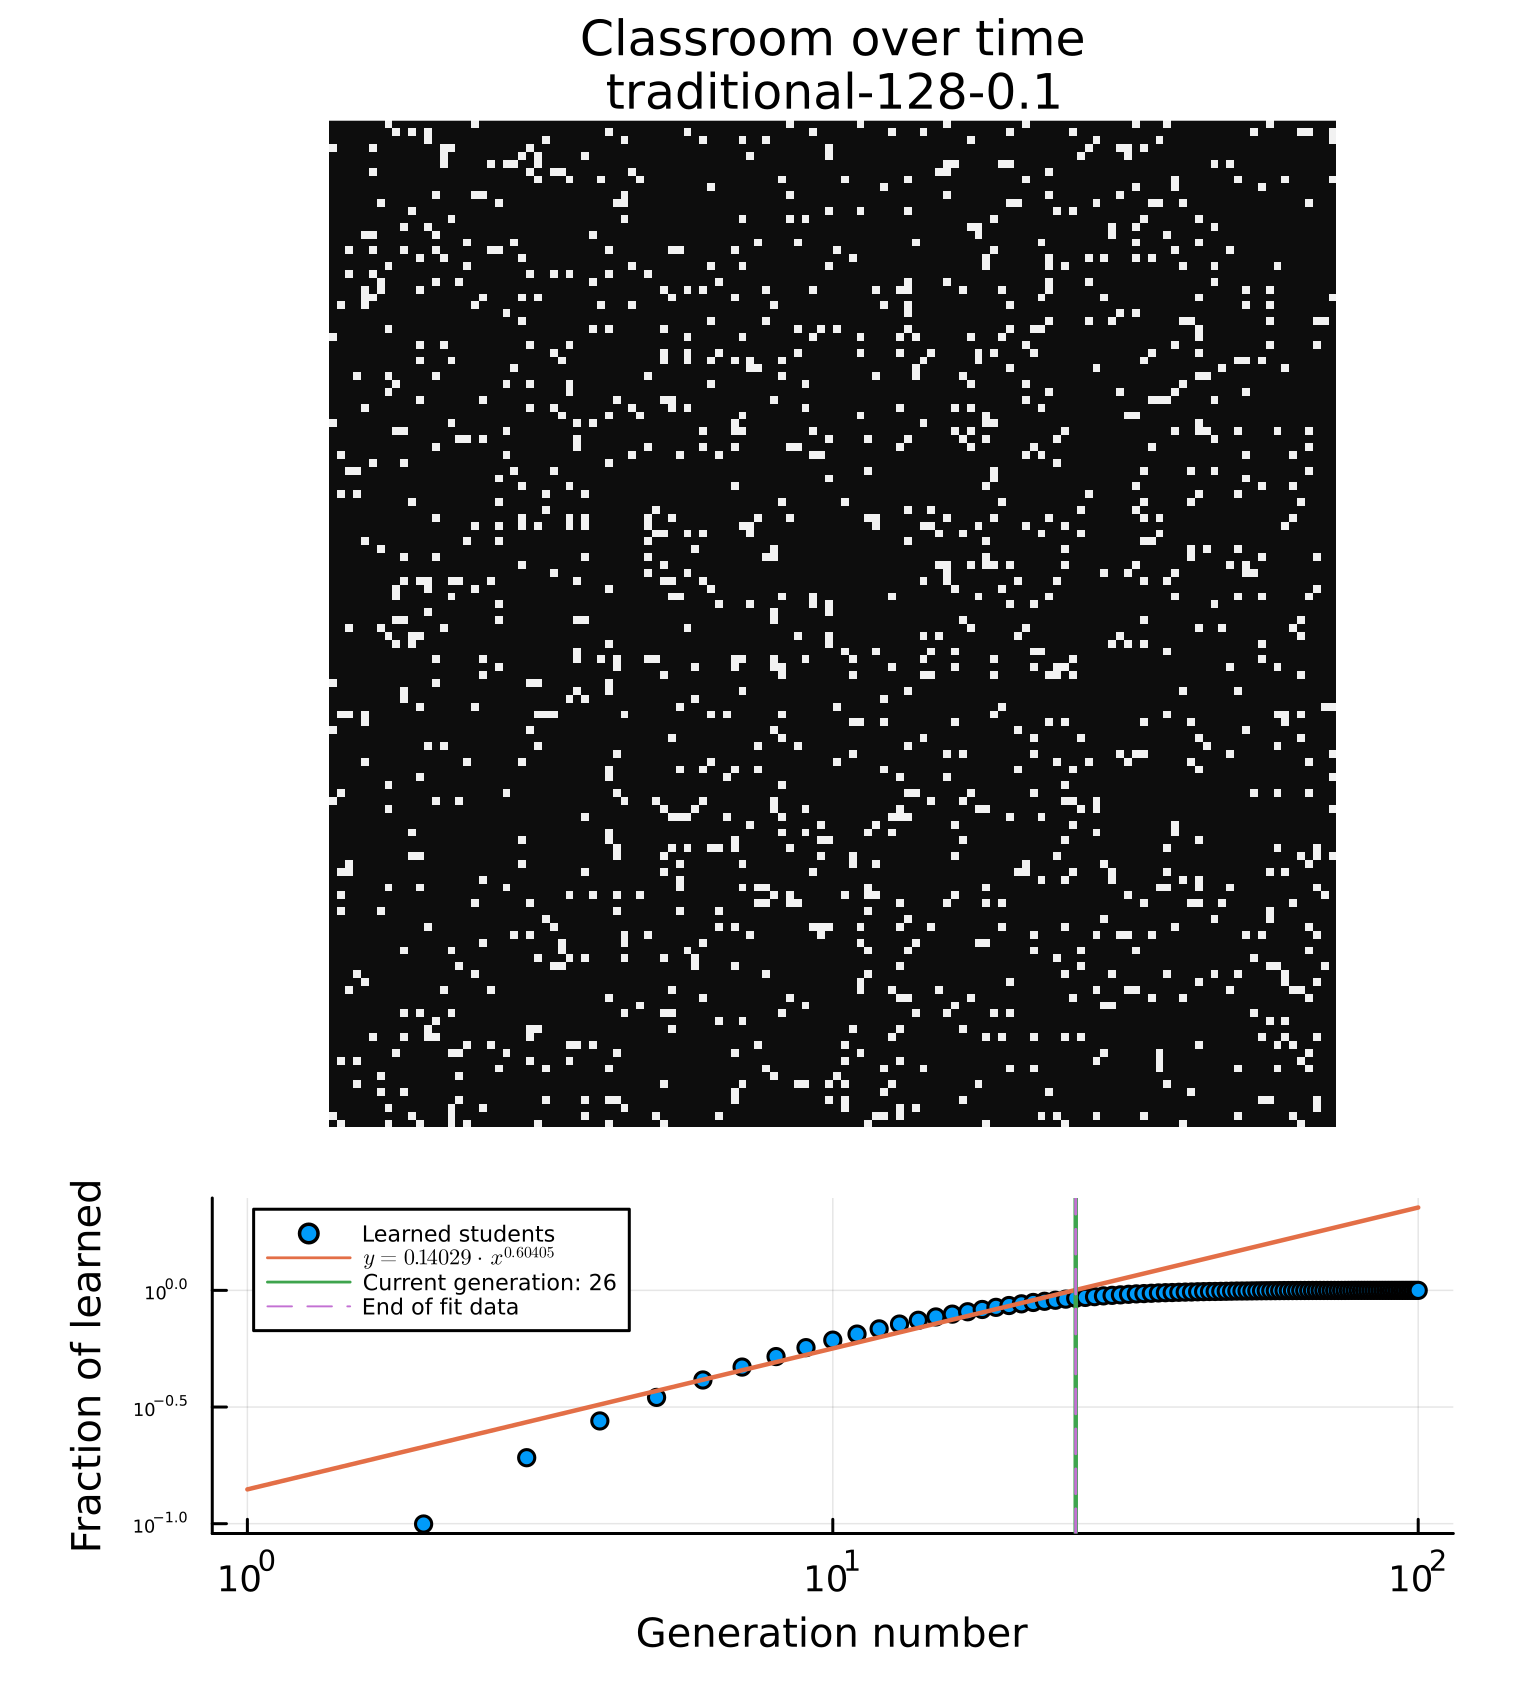 Classroom over time
traditional-128-0.1
Fraction of learned
Learned students
y = 0.14029 · x^0.60405
Current generation: 26
End of fit data
10^0.0
10^−0.5
10^−1.0
10^0
10^1
10^2
Generation number